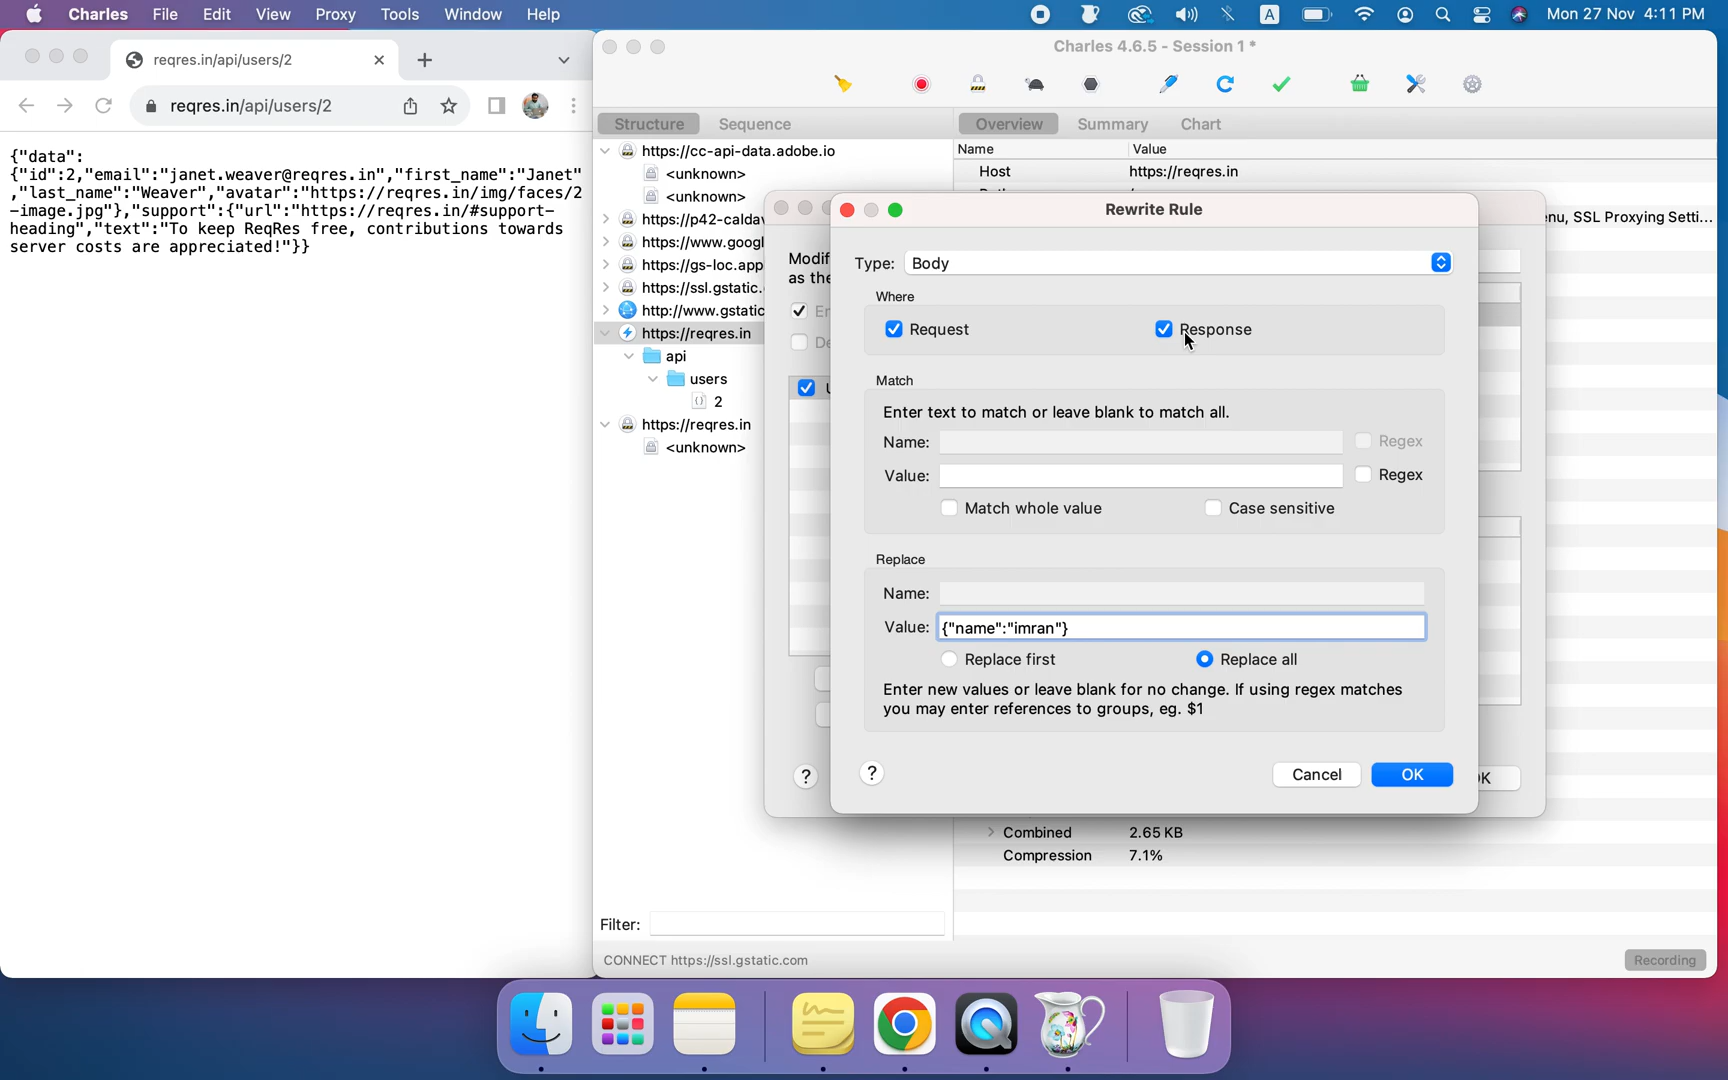 Charles File Edit View Proxy Tools Window Help
A
Mon 27 Nov 4:11 PM
reqres.in/api/users/2
reqres.in/api/users/2
{"data":
{"id":2,"email":"janet.weaver@reqres.in","first_name":"Janet"
,"last_name":"Weaver","avatar":"https://reqres.in/img/faces/2
-image.jpg"},"support":{"url":"https://reqres.in/#support-
heading","text":"To keep ReqRes free, contributions towards
server costs are appreciated!"}}
Charles 4.6.5 - Session 1 *
Structure Sequence
https://cc-api-data.adobe.io
<unknown>
<unknown>
https://p42-calda
https://www.googl
https://gs-loc.app
https://ssl.gstatic.
http://www.gstatic
https://reqres.in
api
users
2
https://reqres.in
<unknown>
Filter:
CONNECT https://ssl.gstatic.com
Recording
Overview Summary Chart
Name Value
Host https://reqres.in
enu, SSL Proxying Setti...
Combined 2.65 KB
Compression 7.1%
Modif
as the
Rewrite Rule
Type: Body
Where
Request Response
Match
Enter text to match or leave blank to match all.
Name: Regex
Value: Regex
Match whole value Case sensitive
Replace
Name:
Value: {"name":"imran"}
Replace first Replace all
Enter new values or leave blank for no change. If using regex matches
you may enter references to groups, eg. $1
? ?
Cancel OK